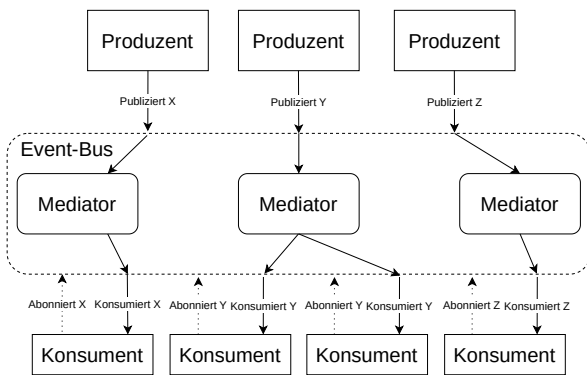 Produzent
Produzent
Produzent
Publiziert X
Publiziert Y
Publiziert Z
Event-Bus
Mediator
Mediator
Mediator
Abonniert X
Konsumiert X
Abonniert Y
Konsumiert Y
Abonniert Y
Konsumiert Y
Abonniert Z
Konsumiert Z
Konsument
Konsument
Konsument
Konsument